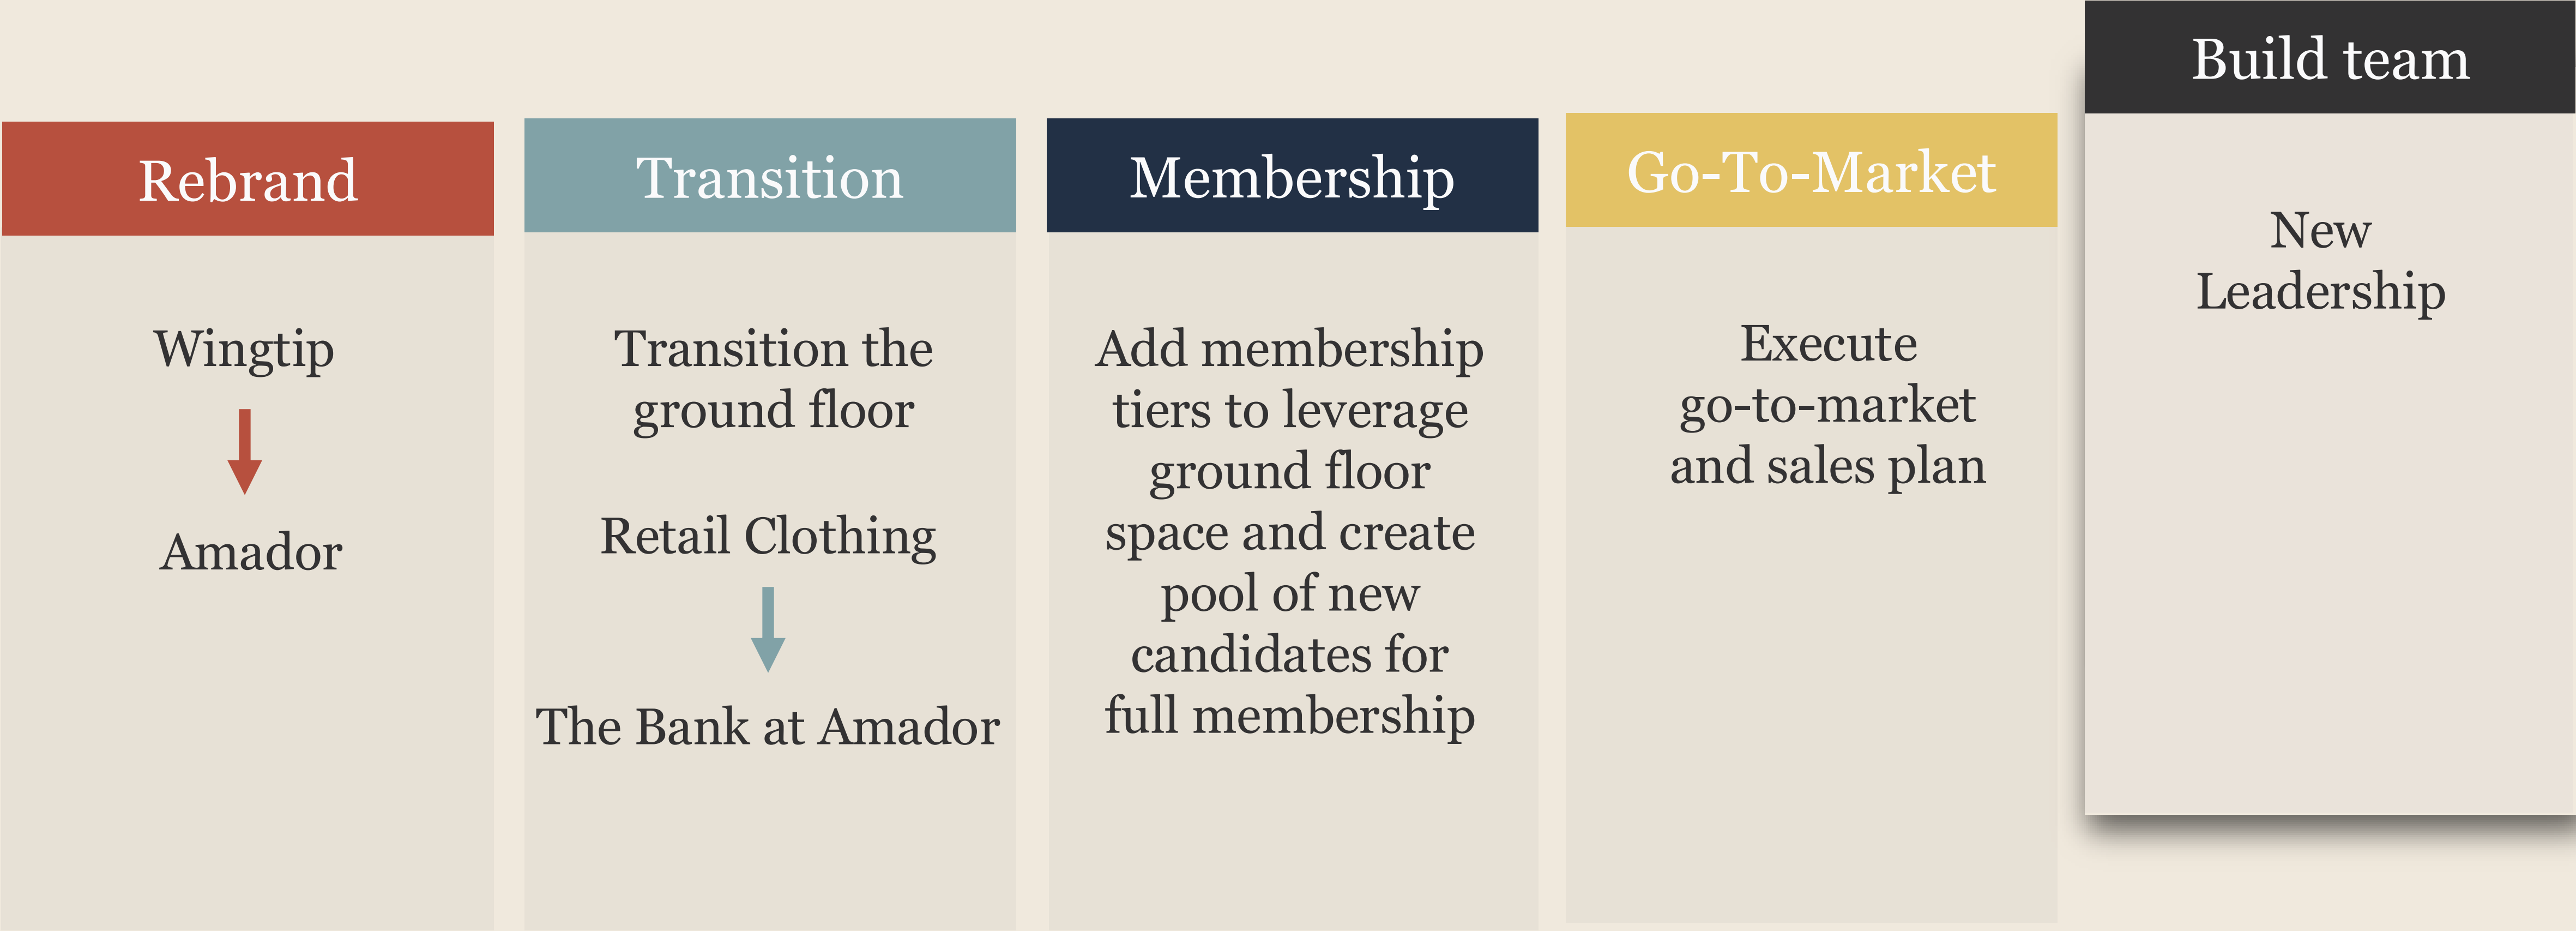 Rebrand
Wingtip
Amador
Transition
Transition the
ground floor
Retail Clothing
The Bank at Amador
Membership
Add membership
tiers to leverage
ground floor
space and create
pool of new
candidates for
full membership
Go-To-Market
Execute
go-to-market
and sales plan
Build team
New
Leadership